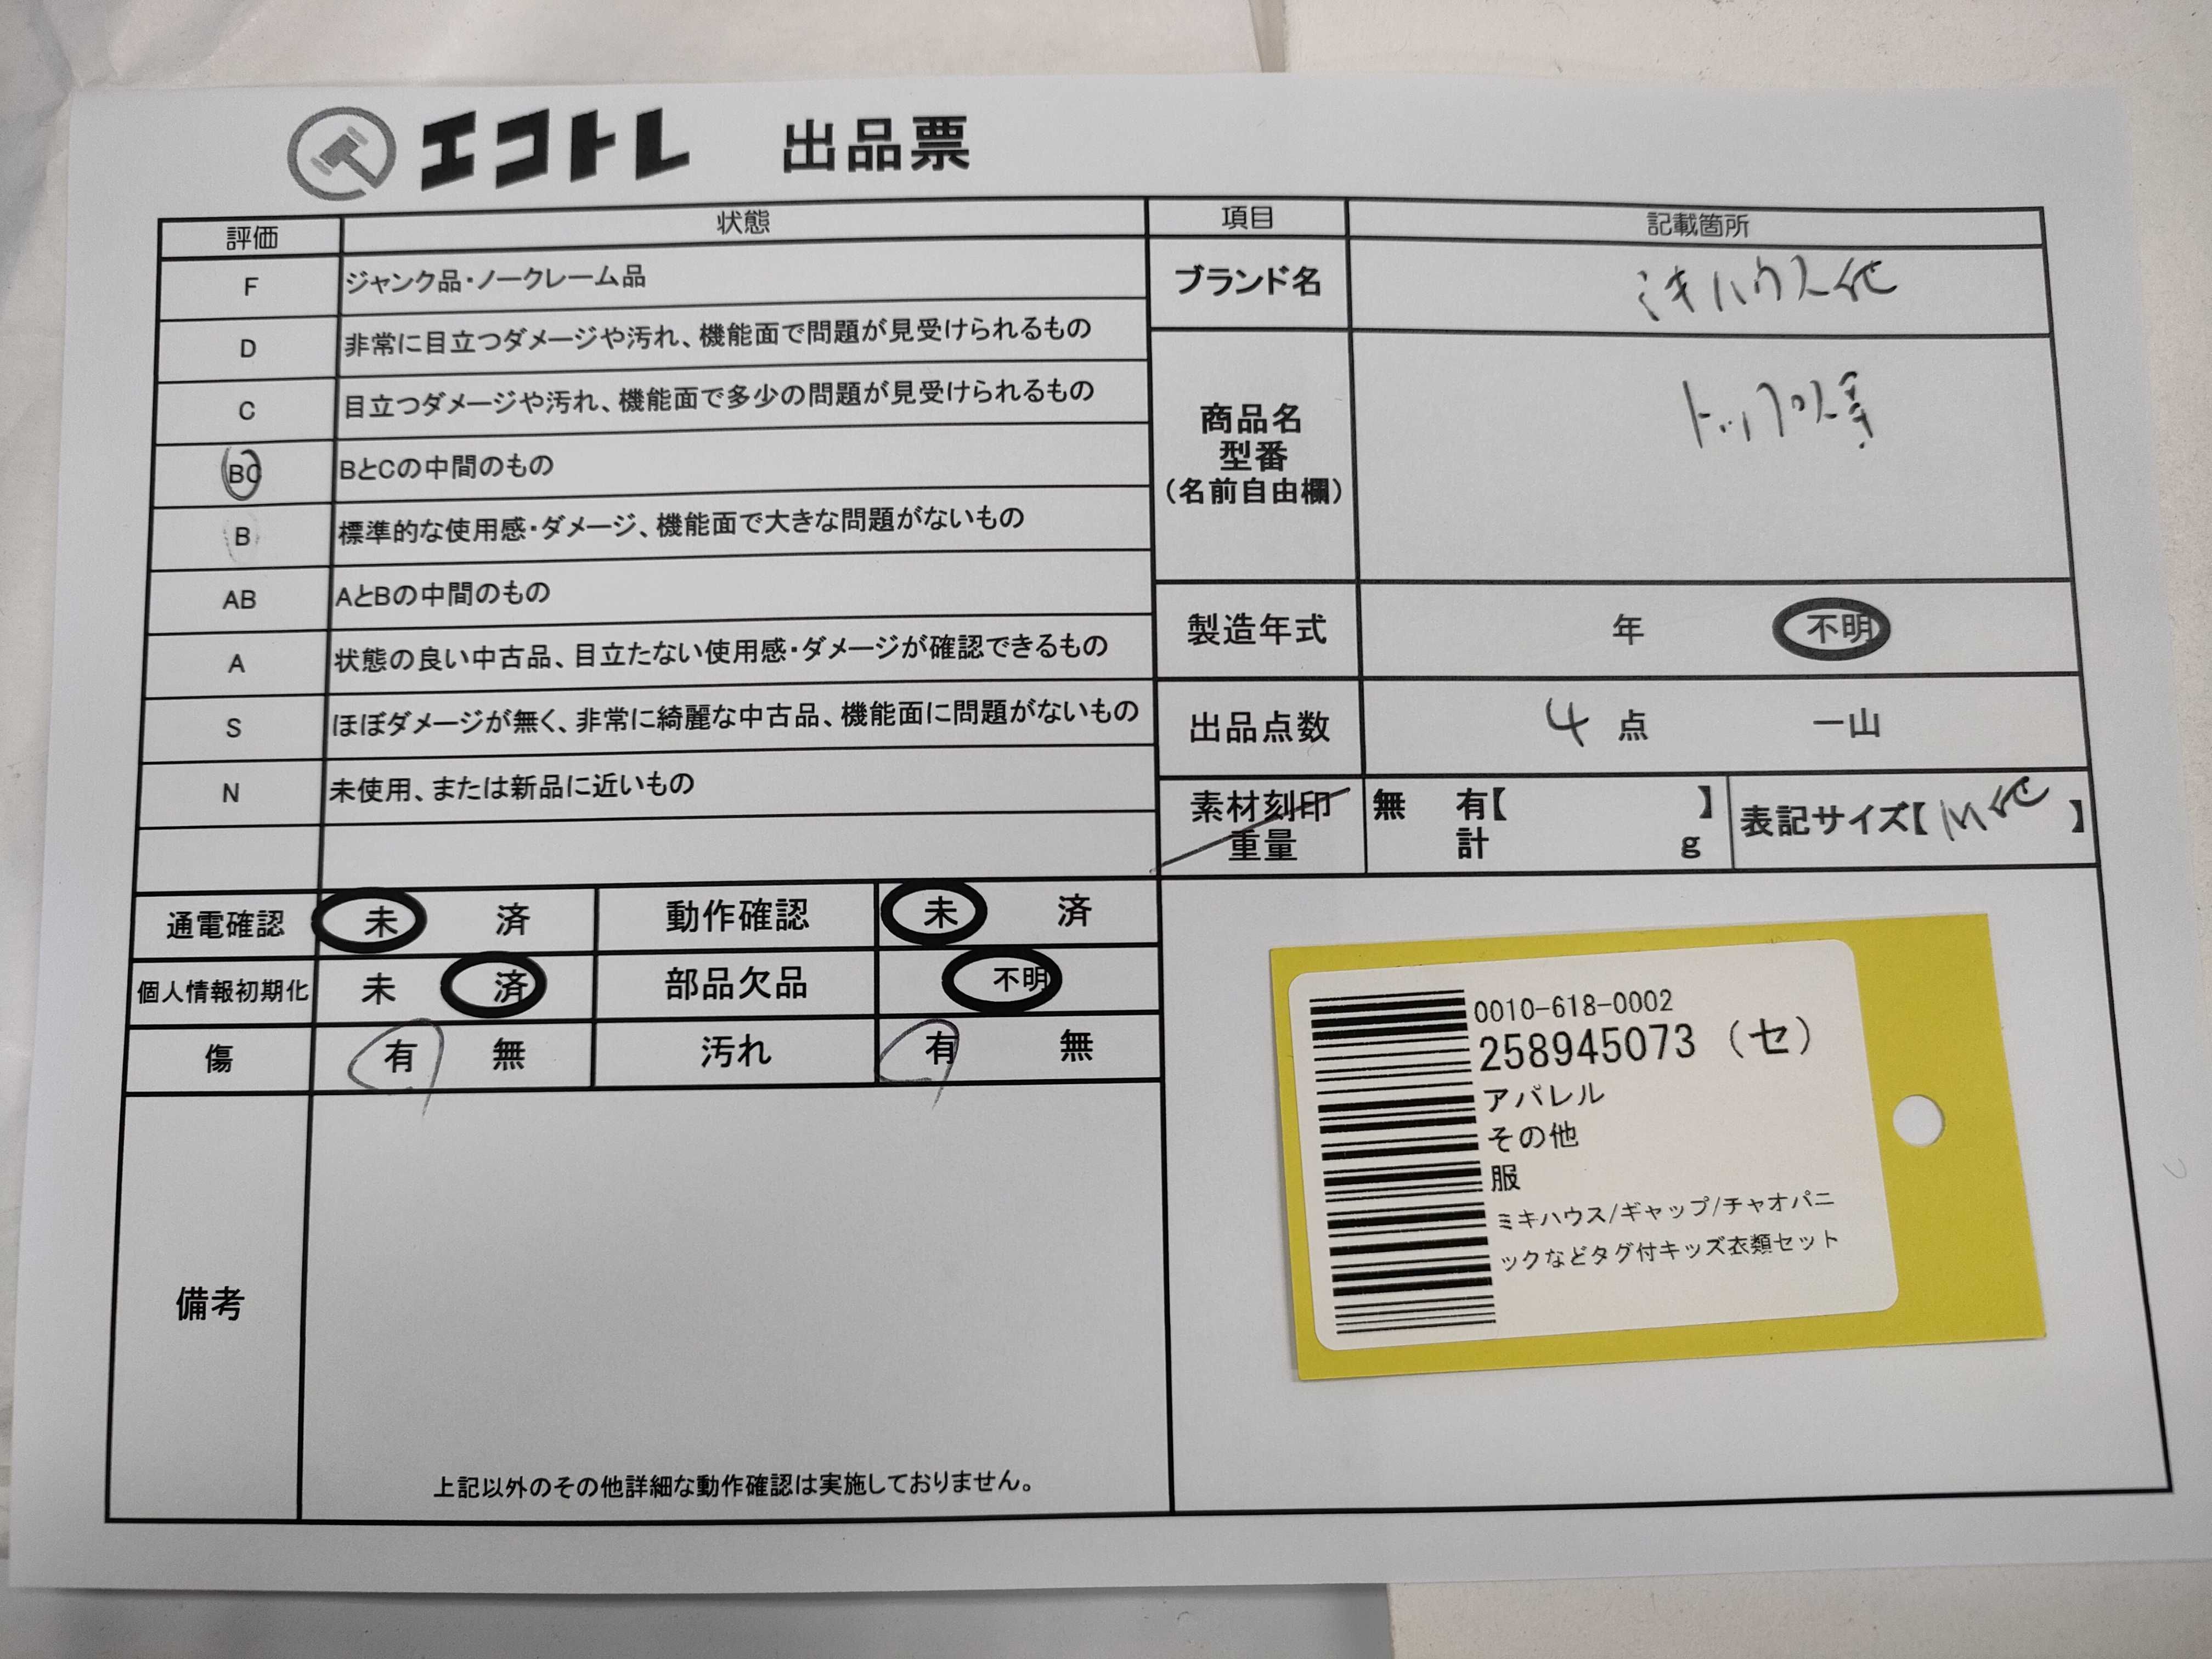 エコトレ 出品票
評価 状態
F ジャンク品・ノークレーム品
D 非常に目立つダメージや汚れ、機能面で問題が見受けられるもの
C 目立つダメージや汚れ、機能面で多少の問題が見受けられるもの
BC BとCの中間のもの
B 標準的な使用感・ダメージ、機能面で大きな問題がないもの
AB AとBの中間のもの
A 状態の良い中古品、目立たない使用感・ダメージが確認できるもの
S ほぼダメージが無く、非常に綺麗な中古品、機能面に問題がないもの
N 未使用、または新品に近いもの
通電確認 未 済 動作確認 未 済
個人情報初期化 未 済 部品欠品 不明
傷 有 無 汚れ 有 無
備考
上記以外のその他詳細な動作確認は実施しておりません。
項目 記載箇所
ブランド名 ミキハウス他
商品名
型番
(名前自由欄)
トップス等
製造年式 年 不明
出品点数 4 点 一山
素材刻印 無 有【 】
重量 計 g
表記サイズ【M他】
0010-618-0002
258945073 (セ)
アパレル
その他
服
ミキハウス/ギャップ/チャオパニ
ックなどタグ付キッズ衣類セット